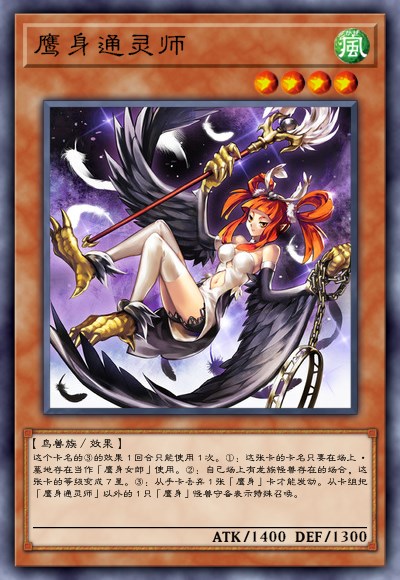 鹰身通灵师
風
【鸟兽族／效果】
这个卡名的③的效果1回合只能使用1次。①：这张卡的卡名只要在场上·
墓地存在当作「鹰身女郎」使用。②：自己场上有龙族怪兽存在的场合，这
张卡的等级变成7星。③：从手卡丢弃1张「鹰身」卡才能发动。从卡组把
「鹰身通灵师」以外的1只「鹰身」怪兽守备表示特殊召唤。
ATK/1400 DEF/1300